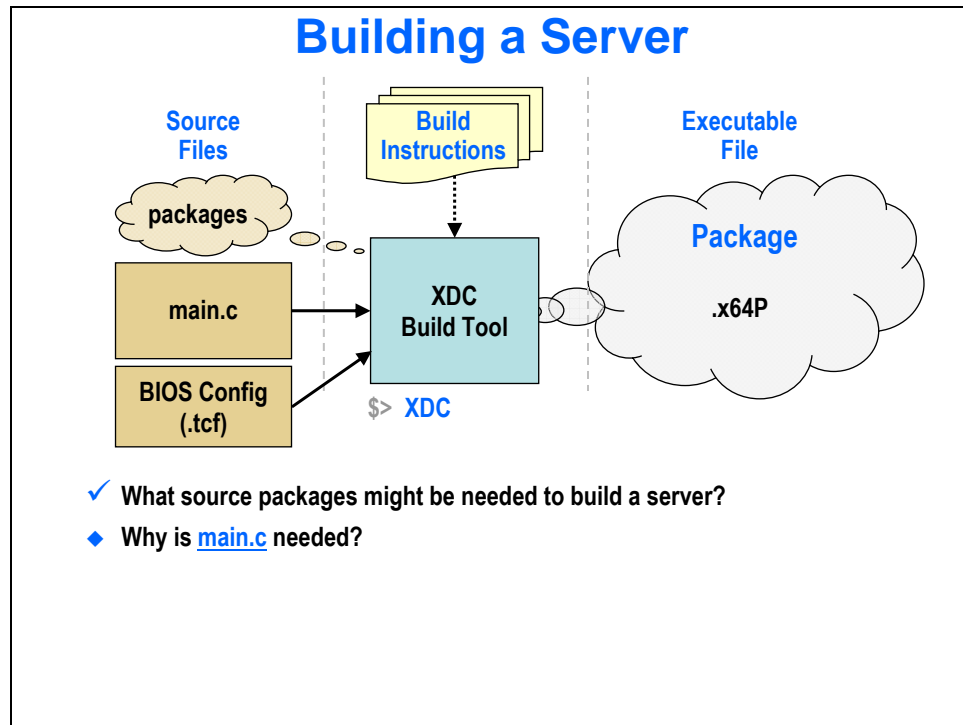 Building a Server
Source
Files
Build
Instructions
Executable
File
packages
main.c
BIOS Config
(.tcf)
XDC
Build Tool
$> XDC
Package
.x64P
✓ What source packages might be needed to build a server?
◆ Why is main.c needed?